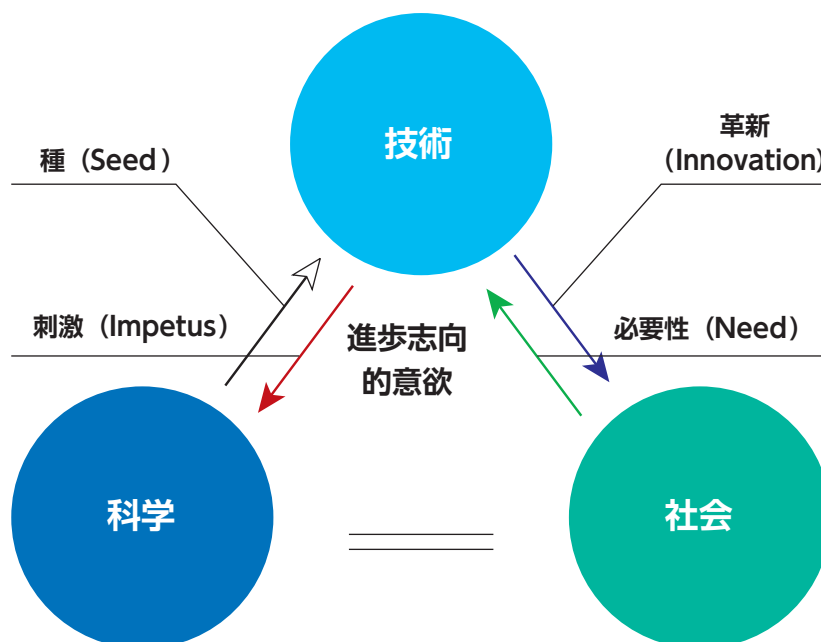 技術
種（Seed）
革新
（Innovation）
刺激（Impetus）
進歩志向
的意欲
必要性（Need）
科学
社会